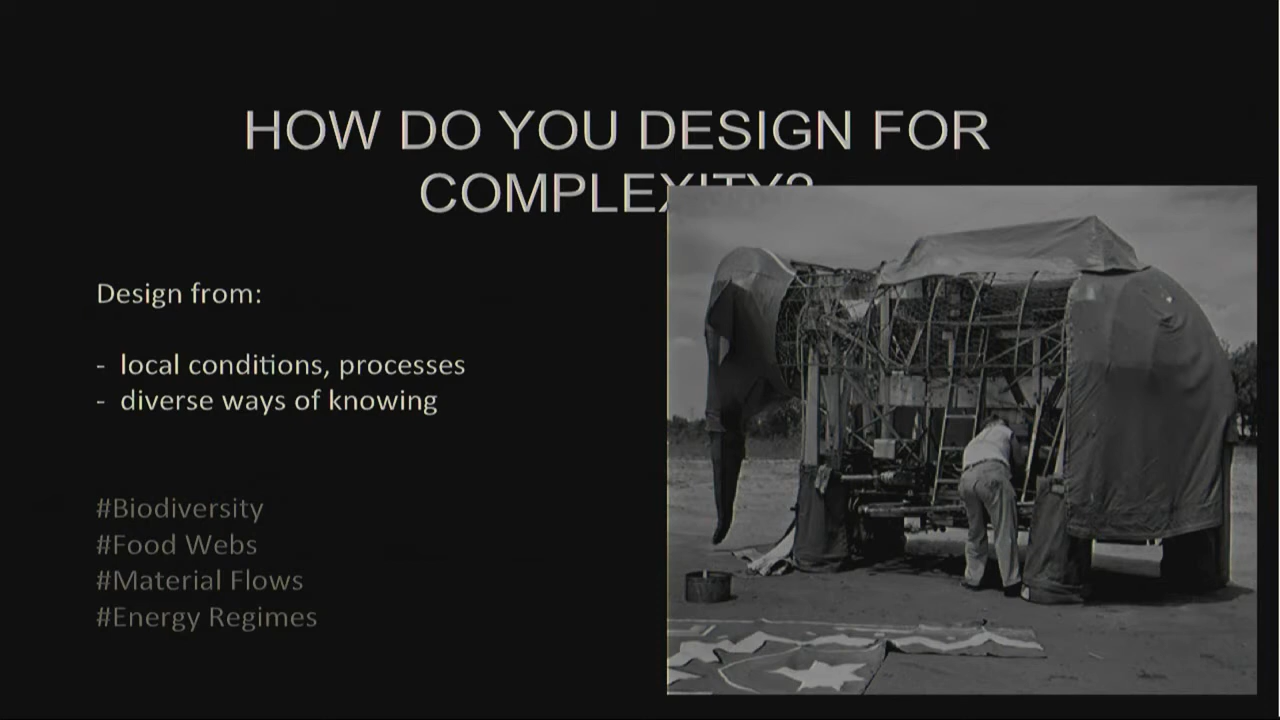 HOW DO YOU DESIGN FOR
COMPLEXITY?
Design from:
- local conditions, processes
- diverse ways of knowing
#Biodiversity
#Food Webs
#Material Flows
#Energy Regimes